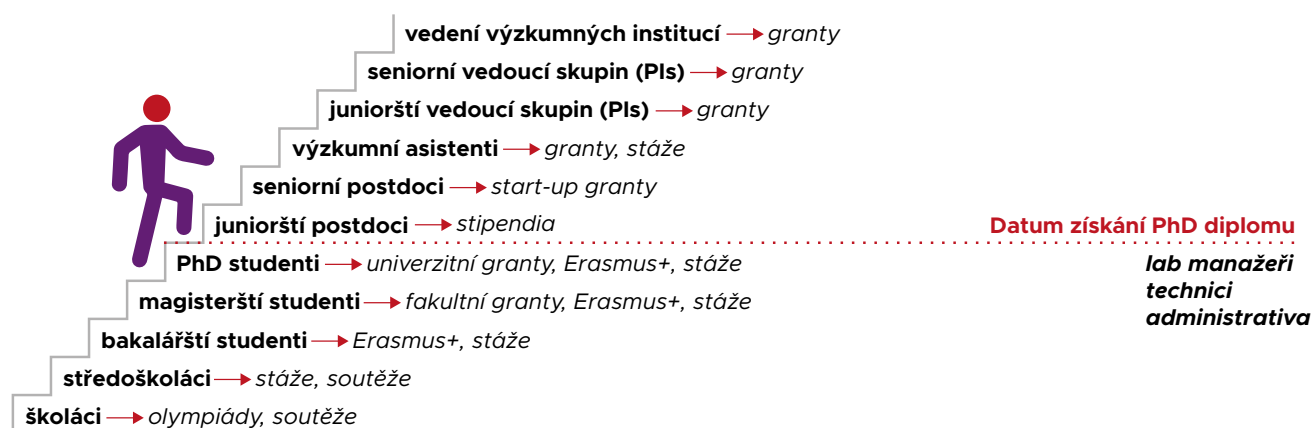 vedení výzkumných institucí → granty
seniorní vedoucí skupin (PIs) → granty
juniorští vedoucí skupin (PIs) → granty
výzkumní asistenti → granty, stáže
seniorní postdoci → start-up granty
juniorští postdoci → stipendia
Datum získání PhD diplomu
PhD studenti → univerzitní granty, Erasmus+, stáže
lab manažeři
technici
administrativa
magisterští studenti → fakultní granty, Erasmus+, stáže
bakalářští studenti → Erasmus+, stáže
středoškoláci → stáže, soutěže
školáci → olympiády, soutěže